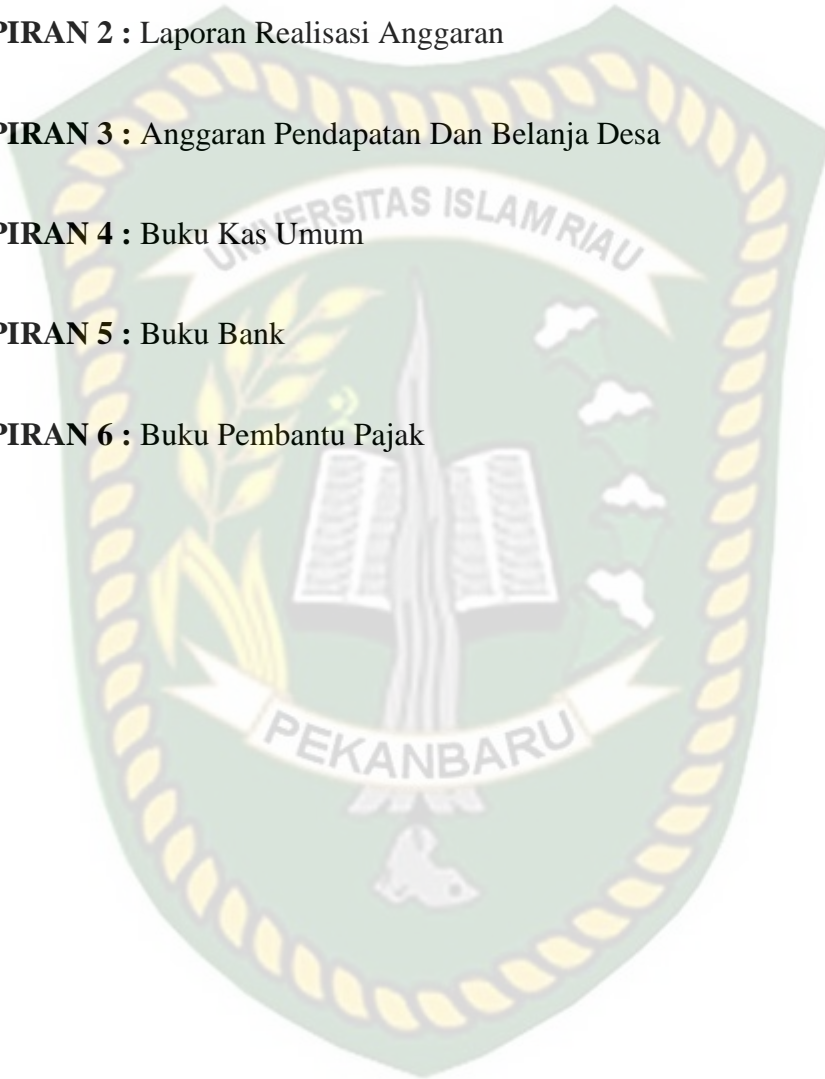 PIRAN 2 : Laporan Realisasi Anggaran
PIRAN 3 : Anggaran Pendapatan Dan Belanja Desa
UNIVERSITAS ISLAM RIAU
PIRAN 4 : Buku Kas Umum
PIRAN 5 : Buku Bank
PIRAN 6 : Buku Pembantu Pajak
PEKANBARU